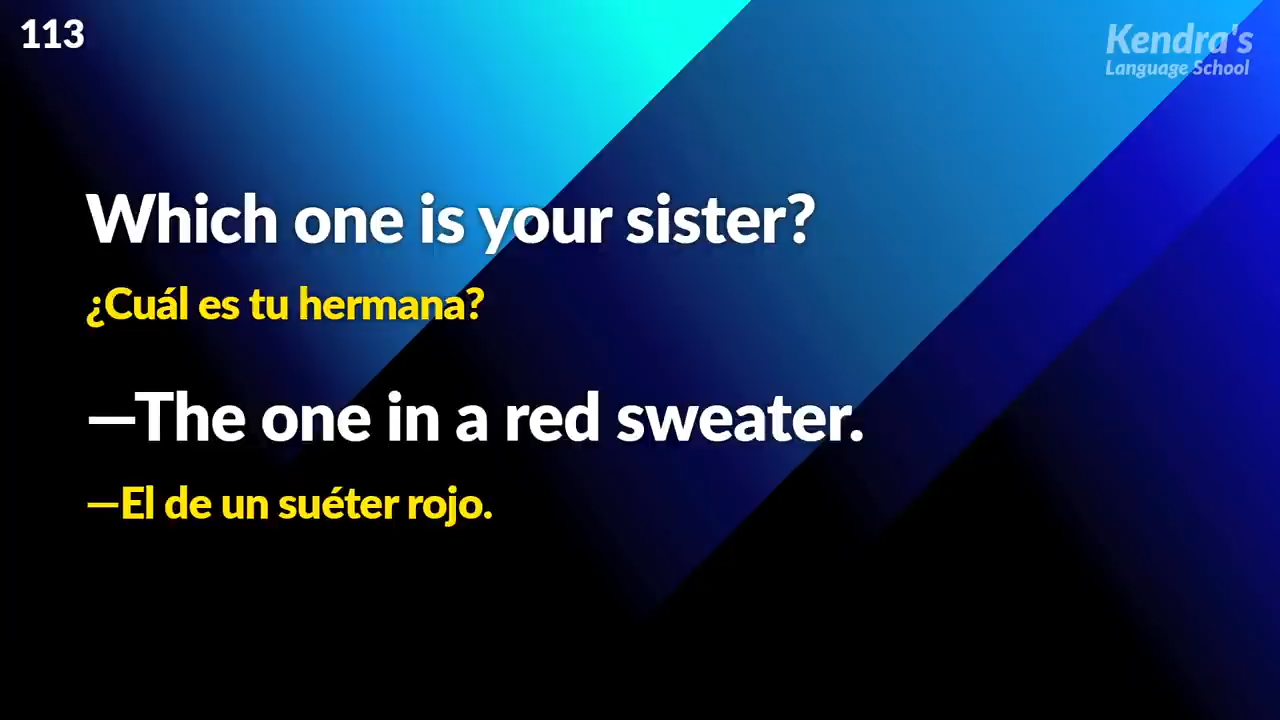 113
Kendra's
Language School
Which one is your sister?
¿Cuál es tu hermana?
—The one in a red sweater.
—El de un suéter rojo.